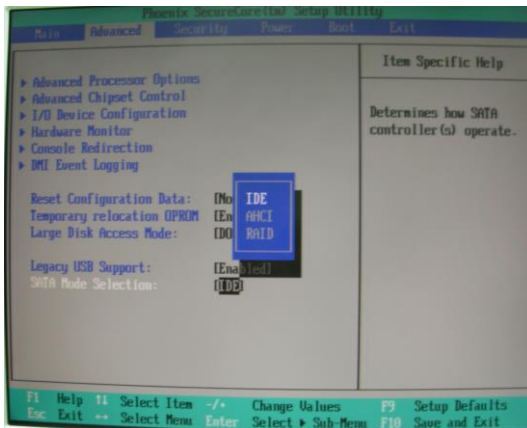 Phoenix SecureCore(tm) Setup Utility
Main Advanced Security Power Boot Exit
Item Specific Help
Advanced Processor Options
Advanced Chipset Control
I/O Device Configuration
Hardware Monitor
Console Redirection
DMI Event Logging
Determines how SATA
controller(s) operate.
Reset Configuration Data: [No
Temporary relocation OPROM [En
Large Disk Access Mode: [DO
IDE
AHCI
RAID
Legacy USB Support: [Enabled]
SATA Mode Selection: [IDE]
F1 Help ↑↓ Select Item -/+ Change Values F9 Setup Defaults
Esc Exit ↔ Select Menu Enter Select ▶ Sub-Menu F10 Save and Exit